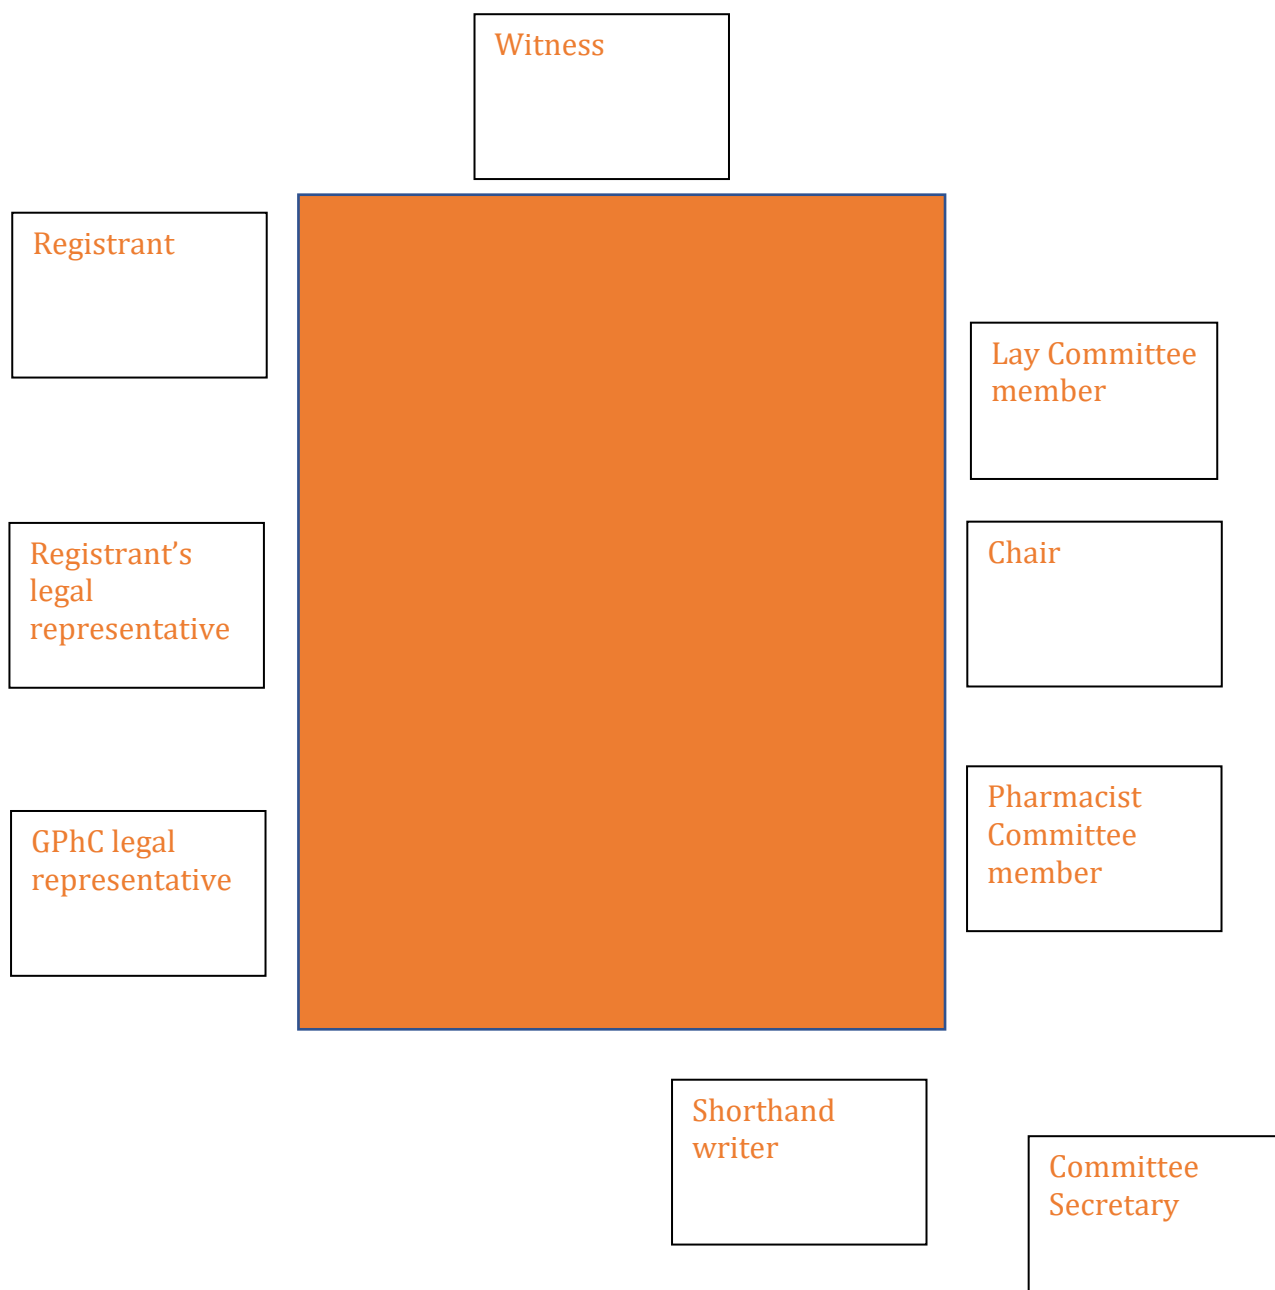 Witness
Registrant
Lay Committee
member
Registrant’s
legal
representative
Chair
GPhC legal
representative
Pharmacist
Committee
member
Shorthand
writer
Committee
Secretary